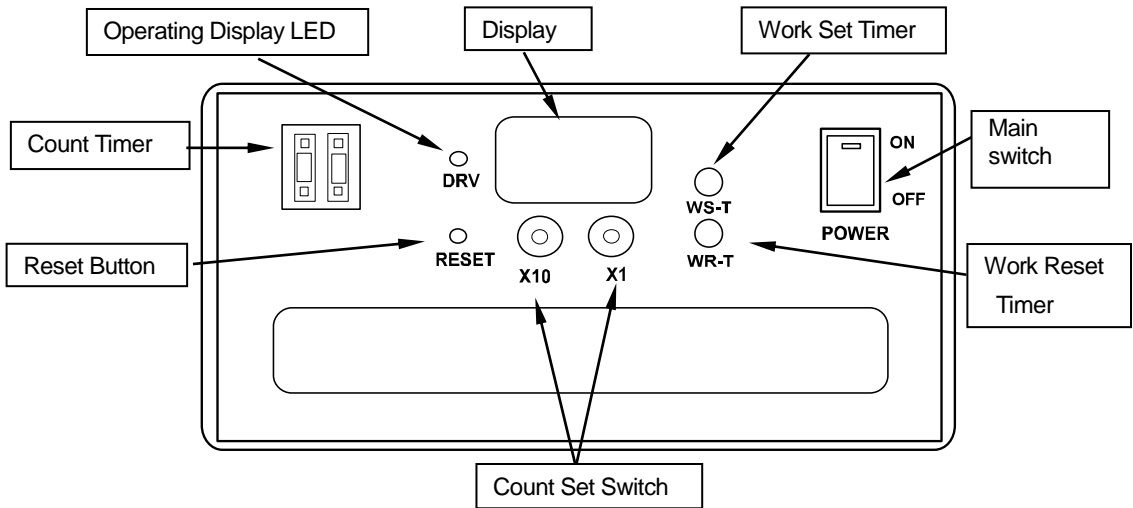 Operating Display LED
Display
Work Set Timer
Count Timer
DRV
ON
Main
switch
WS-T
OFF
POWER
Reset Button
RESET
X10
X1
WR-T
Work Reset
Timer
Count Set Switch